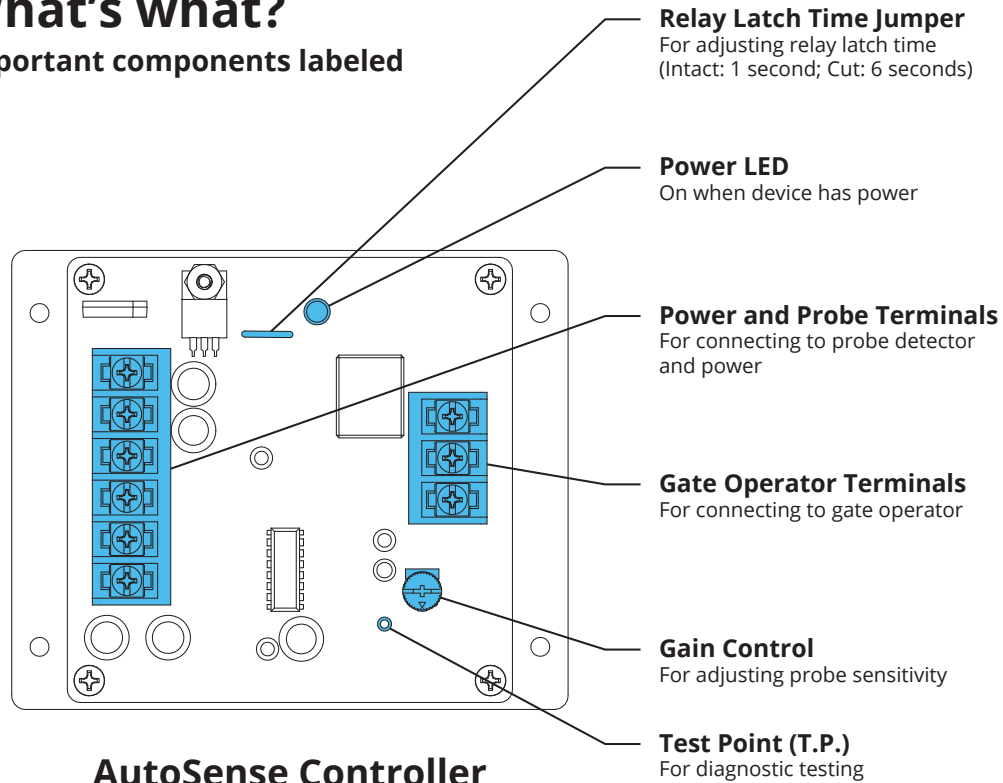 what's what?
portant components labeled
Relay Latch Time Jumper
For adjusting relay latch time
(Intact: 1 second; Cut: 6 seconds)
Power LED
On when device has power
Power and Probe Terminals
For connecting to probe detector
and power
Gate Operator Terminals
For connecting to gate operator
Gain Control
For adjusting probe sensitivity
Test Point (T.P.)
For diagnostic testing
AutoSense Controller